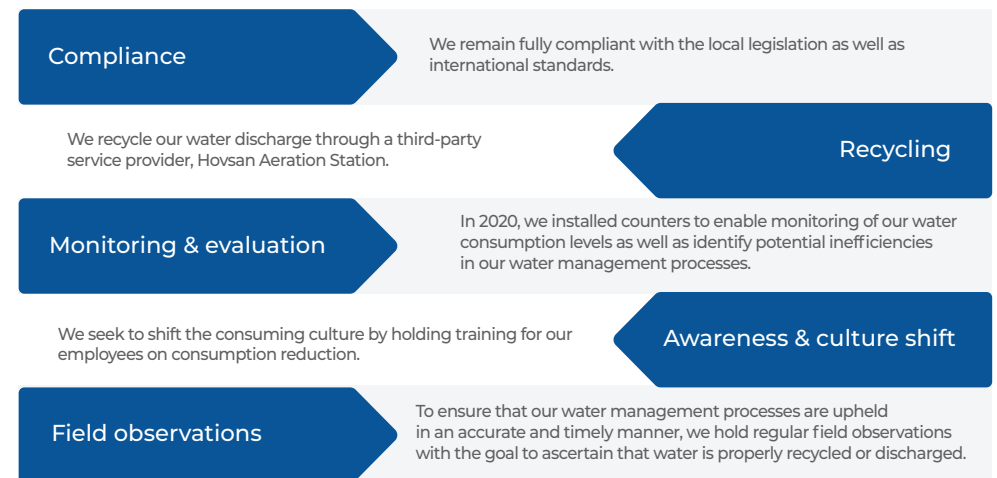 Compliance
We remain fully compliant with the local legislation as well as
international standards.
We recycle our water discharge through a third-party
service provider, Hovsan Aeration Station.
Recycling
Monitoring & evaluation
In 2020, we installed counters to enable monitoring of our water
consumption levels as well as identify potential inefficiencies
in our water management processes.
We seek to shift the consuming culture by holding training for our
employees on consumption reduction.
Awareness & culture shift
Field observations
To ensure that our water management processes are upheld
in an accurate and timely manner, we hold regular field observations
with the goal to ascertain that water is properly recycled or discharged.